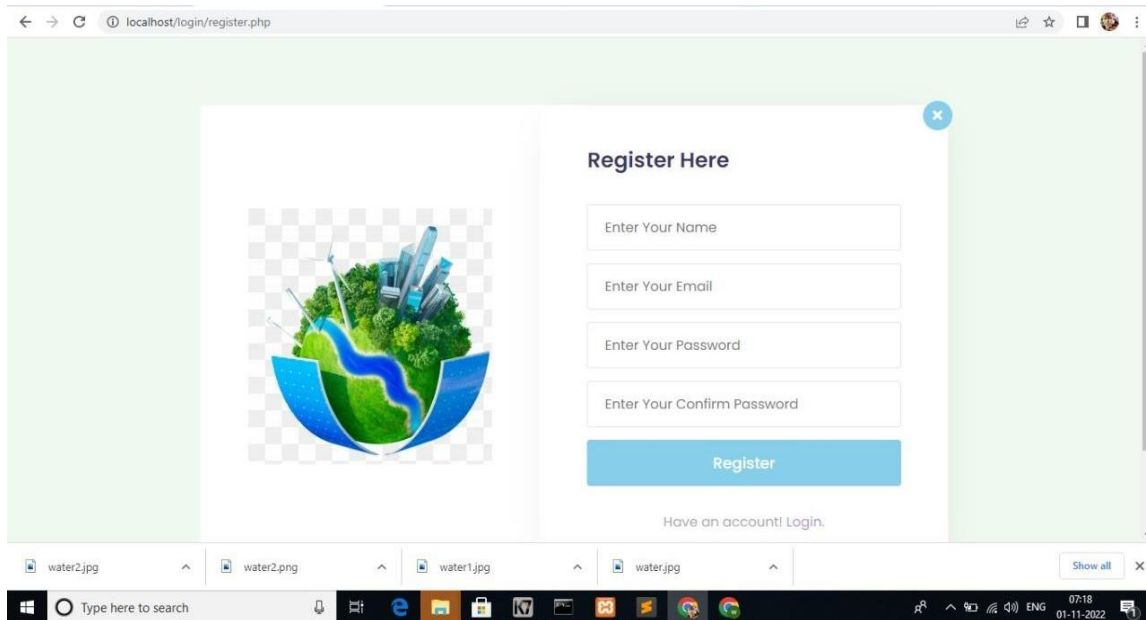 localhost/login/register.php
Register Here
Enter Your Name
Enter Your Email
Enter Your Password
Enter Your Confirm Password
Register
Have an account! Login.
water2.jpg
water2.png
water1.jpg
water.jpg
Show all
Type here to search
ENG
07:18
01-11-2022